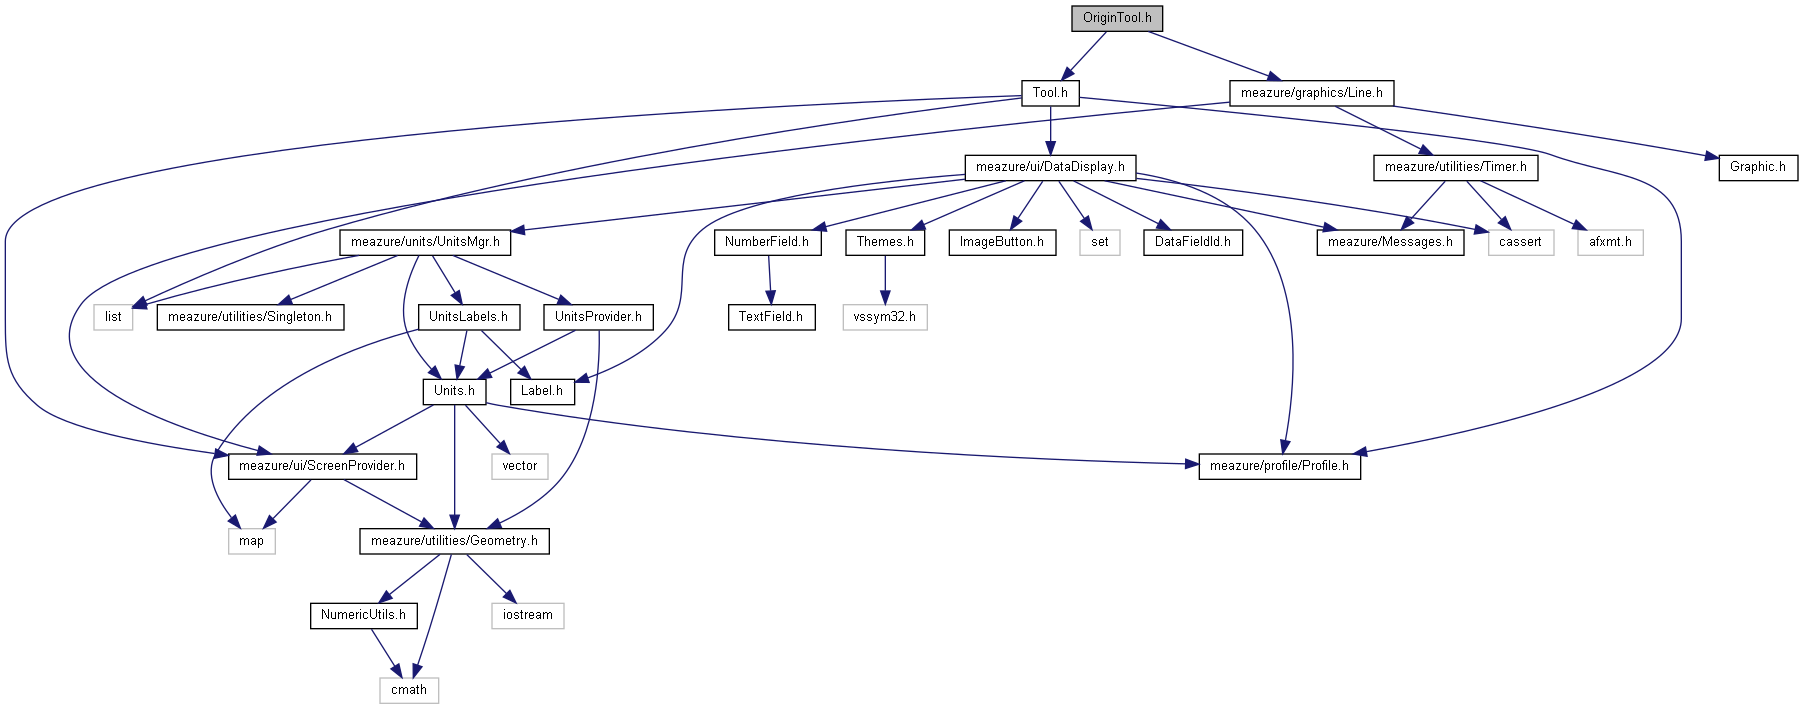 OriginTool.h
Tool.h
meazure/graphics/Line.h
meazure/ui/DataDisplay.h
meazure/utilities/Timer.h
Graphic.h
meazure/units/UnitsMgr.h
NumberField.h
Themes.h
ImageButton.h
set
DataFieldId.h
meazure/Messages.h
cassert
afxmt.h
list
meazure/utilities/Singleton.h
UnitsLabels.h
UnitsProvider.h
TextField.h
vssym32.h
Units.h
Label.h
meazure/ui/ScreenProvider.h
vector
meazure/profile/Profile.h
map
meazure/utilities/Geometry.h
NumericUtils.h
iostream
cmath